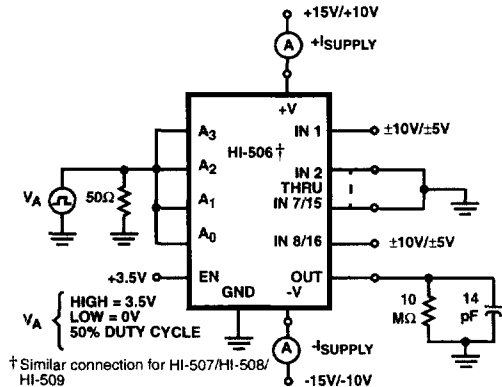 +15V/+10V
A
+ISUPPLY
+V
A3
IN 1
±10V/±5V
HI-506†
A2
IN 2
THRU
VA
50Ω
A1
IN 7/15
A0
IN 8/16
±10V/±5V
+3.5V
EN
OUT
GND
-V
VA { HIGH = 3.5V
LOW = 0V
50% DUTY CYCLE
10
MΩ
14
pF
A
-ISUPPLY
†Similar connection for HI-507/HI-508/
HI-509
-15V/-10V